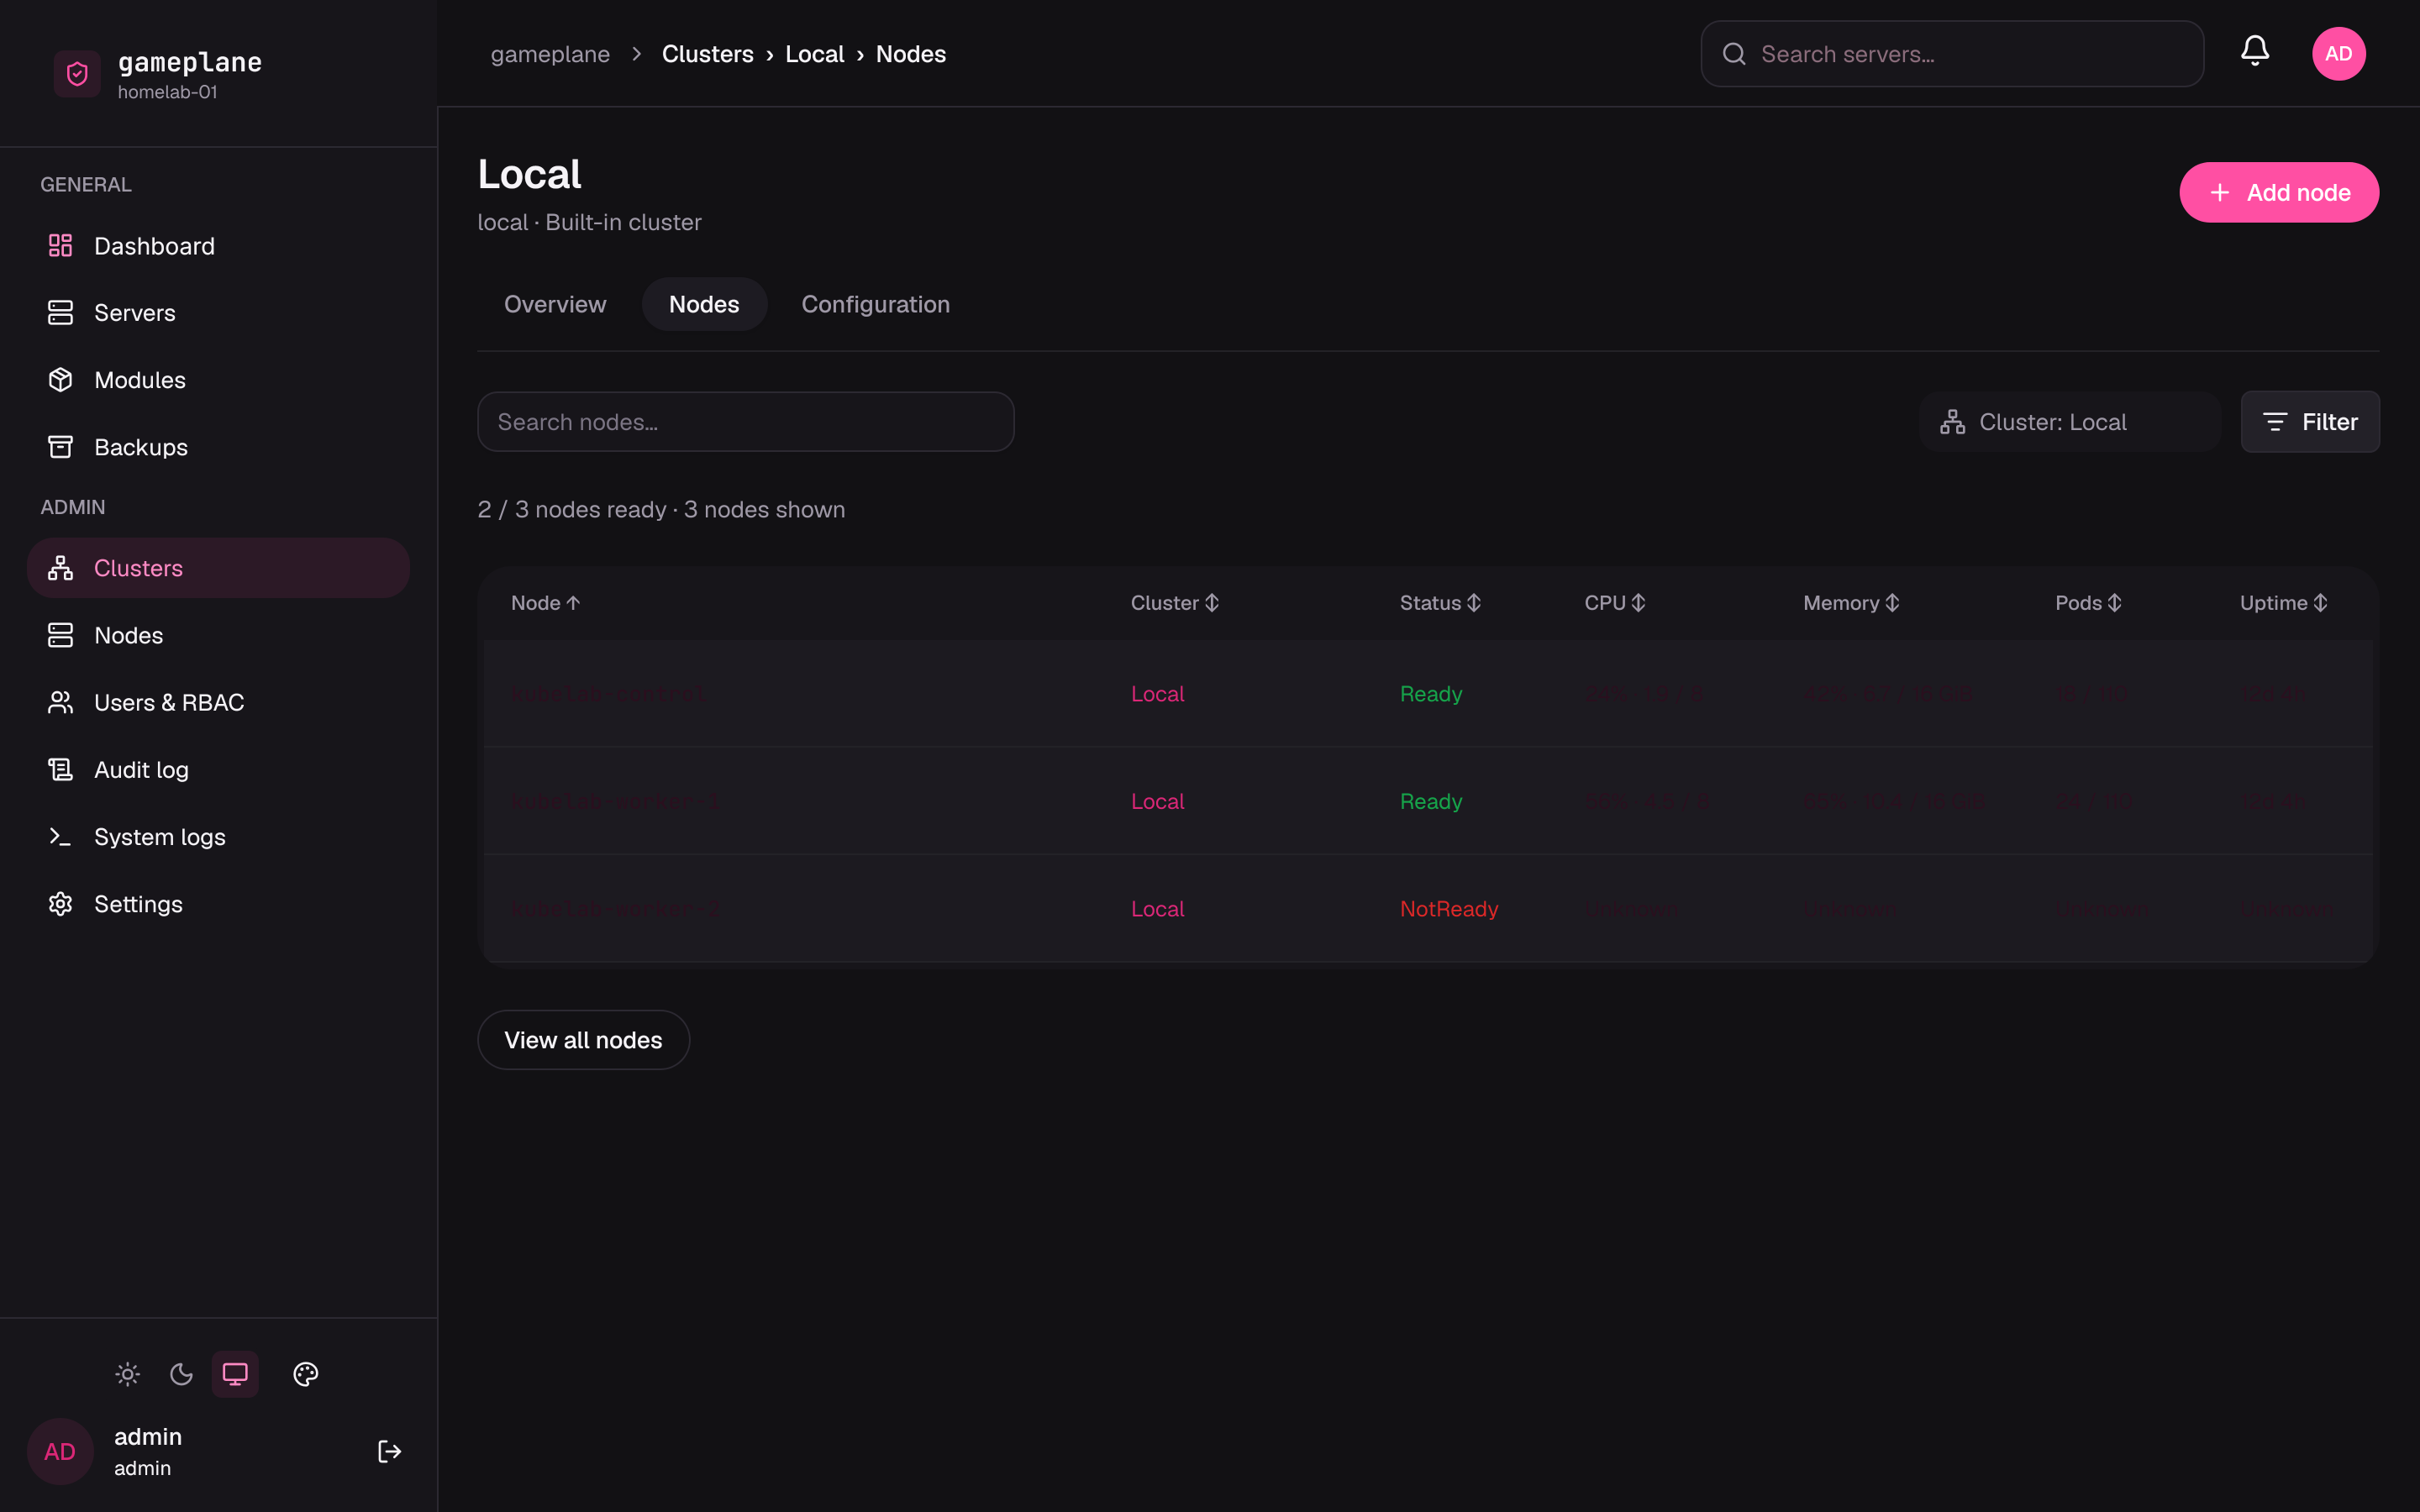 gameplane
homelab-01
GENERAL
Dashboard
Servers
Modules
Backups
ADMIN
Clusters
Nodes
Users & RBAC
Audit log
System logs
Settings
AD
admin
admin
gameplane > Clusters › Local › Nodes
Search servers...
AD
Local
local · Built-in cluster
Add node
Overview
Nodes
Configuration
Search nodes...
Cluster: Local
Filter
2 / 3 nodes ready · 3 nodes shown
Node Cluster Status CPU Memory Pods Uptime
Local Ready
Local Ready
Local NotReady
View all nodes